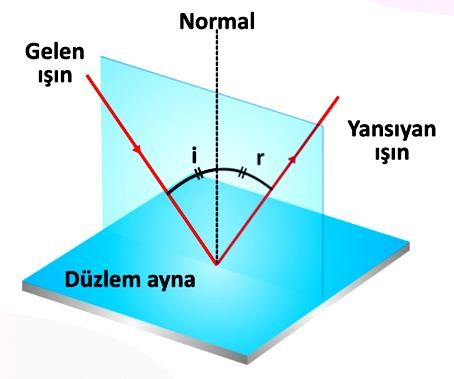 Normal
Gelen
ışın
i
r
Yansıyan
ışın
Düzlem ayna